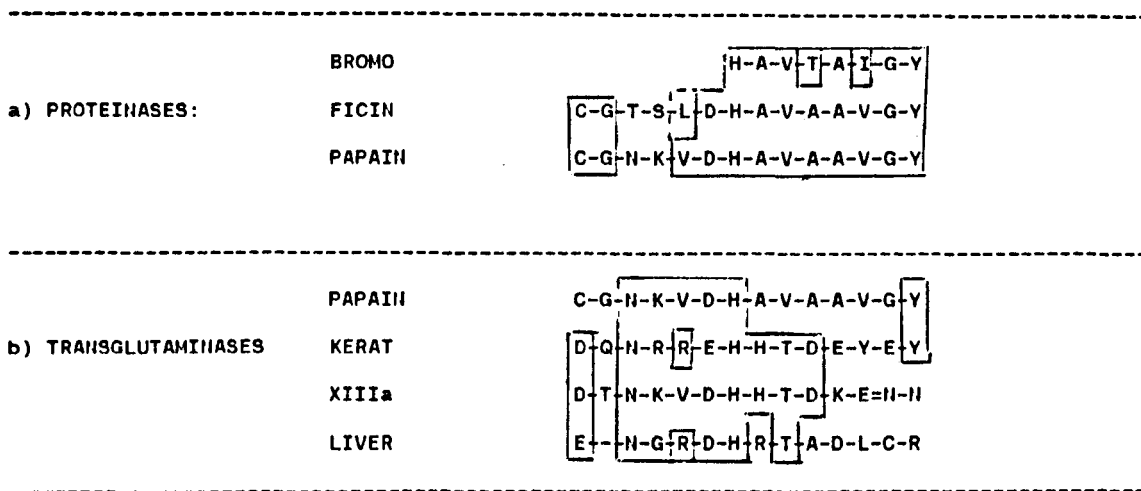 BROMO H-A-V-T-A-I-G-Y
a) PROTEINASES: FICIN C-G-T-S-L-D-H-A-V-A-A-V-G-Y
PAPAIN C-G-N-K-V-D-H-A-V-A-A-V-G-Y
PAPAIN C-G-N-K-V-D-H-A-V-A-A-V-G-Y
b) TRANSGLUTAMINASES KERAT D-Q-N-R-R-E-H-H-T-D-E-Y-E-Y
XIIIa D-T-N-K-V-D-H-H-T-D-K-E=N-N
LIVER E--N-G-R-D-H-R-T-A-D-L-C-R